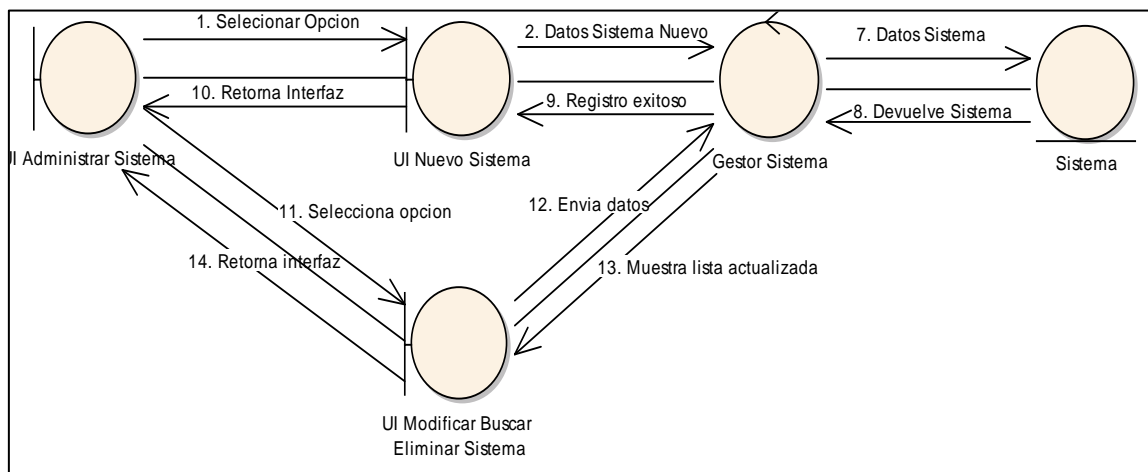 1. Selecionar Opcion
2. Datos Sistema Nuevo
7. Datos Sistema
10. Retorna Interfaz
9. Registro exitoso
8. Devuelve Sistema
UI Administrar Sistema
UI Nuevo Sistema
Gestor Sistema
Sistema
11. Selecciona opcion
12. Envia datos
14. Retorna interfaz
13. Muestra lista actualizada
UI Modificar Buscar
Eliminar Sistema